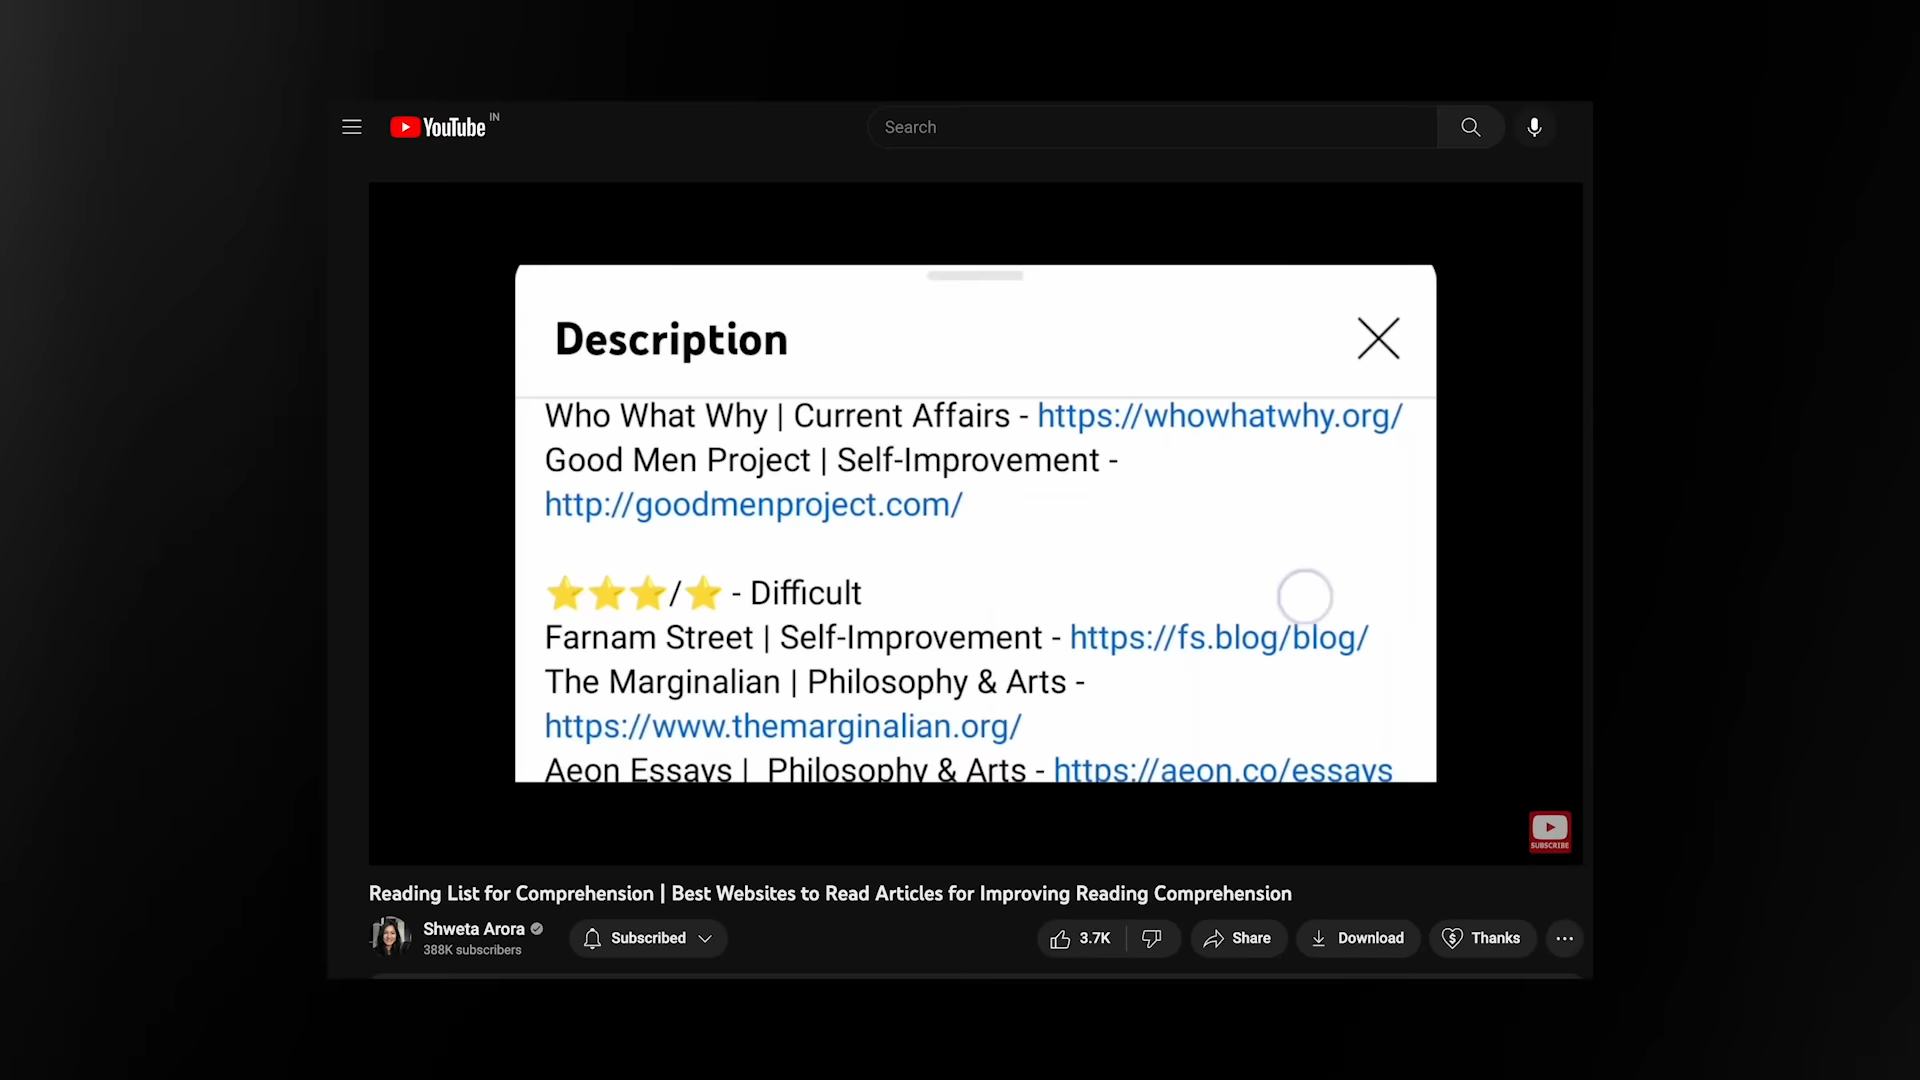 YouTube IN
Search
Description
Who What Why | Current Affairs - https://whowhatwhy.org/
Good Men Project | Self-Improvement -
http://goodmenproject.com/
⭐⭐⭐/⭐ - Difficult
Farnam Street | Self-Improvement - https://fs.blog/blog/
The Marginalian | Philosophy & Arts -
https://www.themarginalian.org/
Aeon Essays | Philosophy & Arts - https://aeon.co/essays
SUBSCRIBE
Reading List for Comprehension | Best Websites to Read Articles for Improving Reading Comprehension
Shweta Arora
388K subscribers
Subscribed
3.7K
Share
Download
Thanks